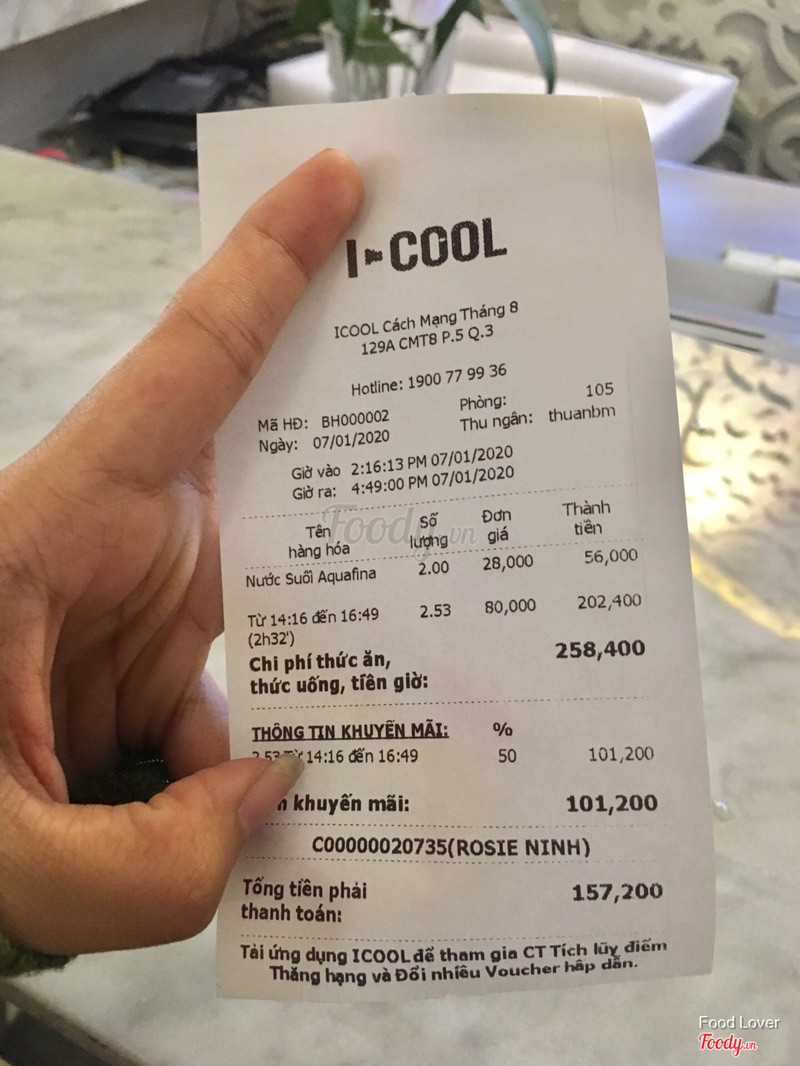 I COOL
ICOOL Cách Mạng Tháng 8
129A CMT8 P.5 Q.3
Hotline: 1900 77 99 36
Mã HĐ: BH000002 Phòng: 105
Ngày: 07/01/2020 Thu ngân: thuanbm
Giờ vào 2:16:13 PM 07/01/2020
Giờ ra: 4:49:00 PM 07/01/2020
Tên hàng hóa Số lượng Đơn giá Thành tiền
Nước Suối Aquafina 2.00 28,000 56,000
Từ 14:16 đến 16:49 2.53 80,000 202,400
(2h32')
Chi phí thức ăn, 258,400
thức uống, tiền giờ:
THÔNG TIN KHUYẾN MÃI: %
2.53 Từ 14:16 đến 16:49 50 101,200
khuyến mãi: 101,200
C00000020735(ROSIE NINH)
Tổng tiền phải 157,200
thanh toán:
Tải ứng dụng ICOOL để tham gia CT Tích lũy điểm
Thăng hạng và Đổi nhiều Voucher hấp dẫn.
Foody.vn
Food Lover
Foody.vn